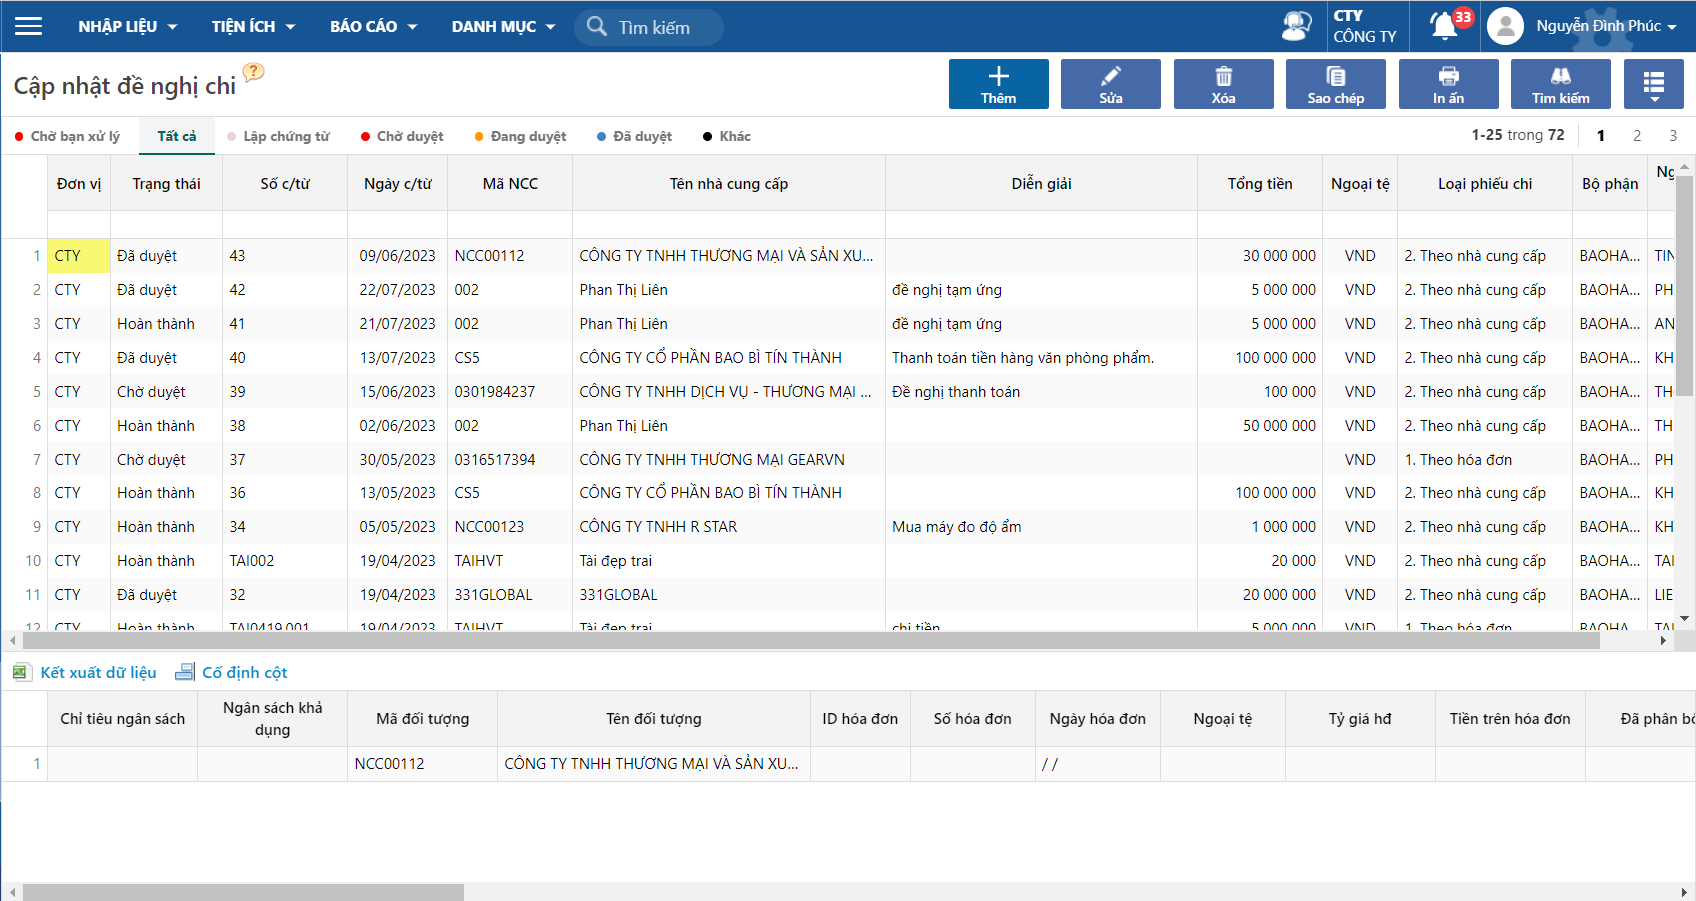 NHẬP LIỆU TIỆN ÍCH BÁO CÁO DANH MỤC Tìm kiếm CTY CÔNG TY 33 Nguyễn Đình Phúc
Cập nhật đề nghị chi ? Thêm Sửa Xóa Sao chép In ấn Tìm kiếm
Chờ bạn xử lý Tất cả Lập chứng từ Chờ duyệt Đang duyệt Đã duyệt Khác 1-25 trong 72 1 2 3
Đơn vị Trạng thái Số c/từ Ngày c/từ Mã NCC Tên nhà cung cấp Diễn giải Tổng tiền Ngoại tệ Loại phiếu chi Bộ phận Ng
1 CTY Đã duyệt 43 09/06/2023 NCC00112 CÔNG TY TNHH THƯƠNG MẠI VÀ SẢN XU... 30 000 000 VND 2. Theo nhà cung cấp BAOHA... TIN
2 CTY Đã duyệt 42 22/07/2023 002 Phan Thị Liên đề nghị tạm ứng 5 000 000 VND 2. Theo nhà cung cấp BAOHA... PH
3 CTY Hoàn thành 41 21/07/2023 002 Phan Thị Liên đề nghị tạm ứng 5 000 000 VND 2. Theo nhà cung cấp BAOHA... AN
4 CTY Đã duyệt 40 13/07/2023 CS5 CÔNG TY CỔ PHẦN BAO BÌ TÍN THÀNH Thanh toán tiền hàng văn phòng phẩm. 100 000 000 VND 2. Theo nhà cung cấp BAOHA... KH
5 CTY Chờ duyệt 39 15/06/2023 0301984237 CÔNG TY TNHH DỊCH VỤ - THƯƠNG MẠI ... Đề nghị thanh toán 100 000 VND 2. Theo nhà cung cấp BAOHA... TH
6 CTY Hoàn thành 38 02/06/2023 002 Phan Thị Liên 50 000 000 VND 2. Theo nhà cung cấp BAOHA... TH
7 CTY Chờ duyệt 37 30/05/2023 0316517394 CÔNG TY TNHH THƯƠNG MẠI GEARVN VND 1. Theo hóa đơn BAOHA... PH
8 CTY Hoàn thành 36 13/05/2023 CS5 CÔNG TY CỔ PHẦN BAO BÌ TÍN THÀNH 100 000 000 VND 2. Theo nhà cung cấp BAOHA... KH
9 CTY Hoàn thành 34 05/05/2023 NCC00123 CÔNG TY TNHH R STAR Mua máy đo độ ẩm 1 000 000 VND 2. Theo nhà cung cấp BAOHA... KH
10 CTY Hoàn thành TAI002 19/04/2023 TAIHVT Tài đẹp trai 20 000 VND 2. Theo nhà cung cấp BAOHA... TAI
11 CTY Đã duyệt 32 19/04/2023 331GLOBAL 331GLOBAL 20 000 000 VND 2. Theo nhà cung cấp BAOHA... LIE
12 CTY Hoàn thành TAI0419.001 19/04/2023 TAIHVT Tài đẹp trai chi tiền 5 000 000 VND 1. Theo hóa đơn BAOHA... TAI
Kết xuất dữ liệu Cố định cột
Chỉ tiêu ngân sách Ngân sách khả dụng Mã đối tượng Tên đối tượng ID hóa đơn Số hóa đơn Ngày hóa đơn Ngoại tệ Tỷ giá hđ Tiền trên hóa đơn Đã phân bổ
1 NCC00112 CÔNG TY TNHH THƯƠNG MẠI VÀ SẢN XU... / /